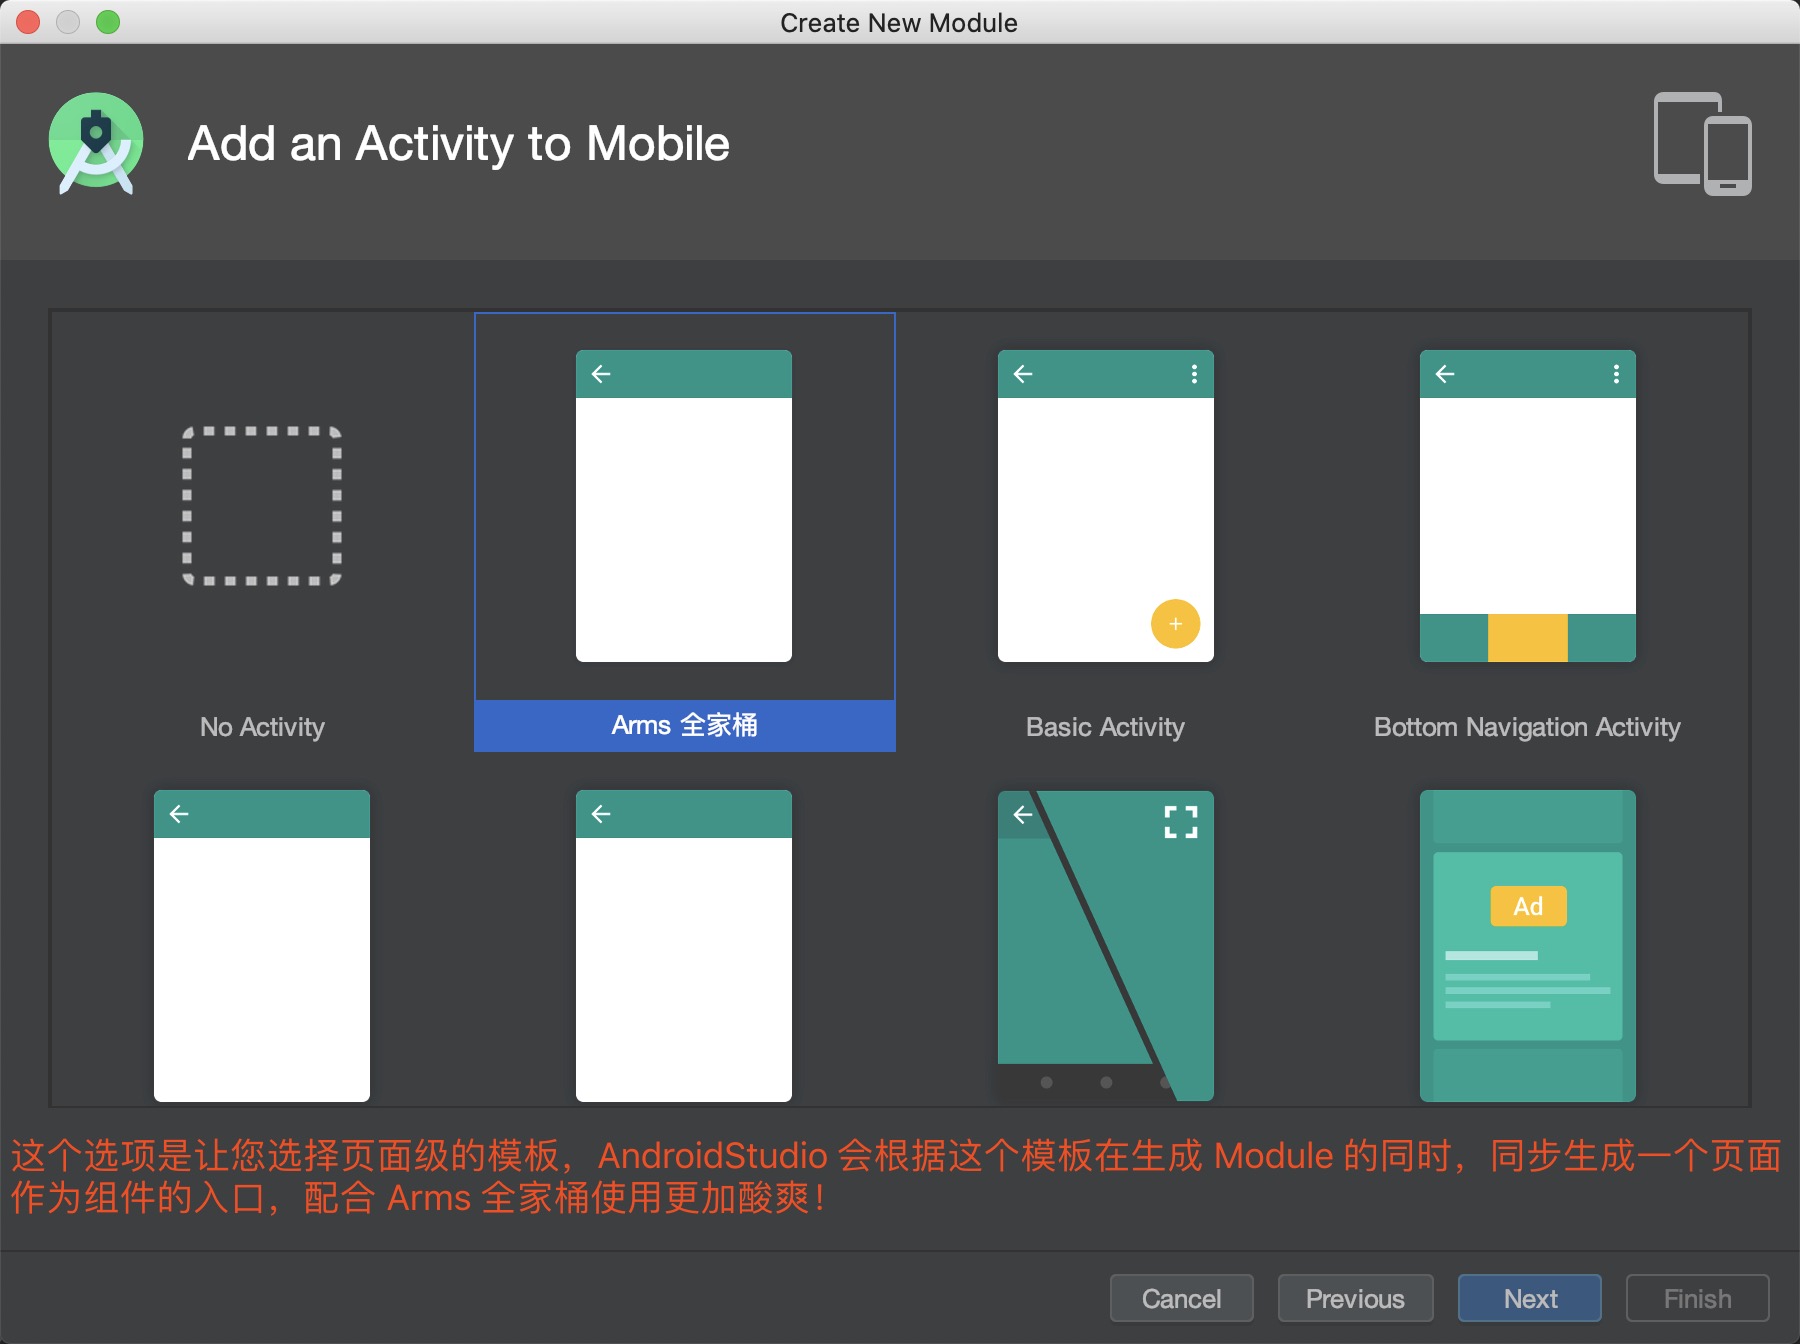 Create New Module
Add an Activity to Mobile
No Activity
Arms 全家桶
Basic Activity
Bottom Navigation Activity
Ad
这个选项是让您选择页面级的模板，AndroidStudio 会根据这个模板在生成 Module 的同时，同步生成一个页面
作为组件的入口，配合 Arms 全家桶使用更加酸爽！
Cancel
Previous
Next
Finish